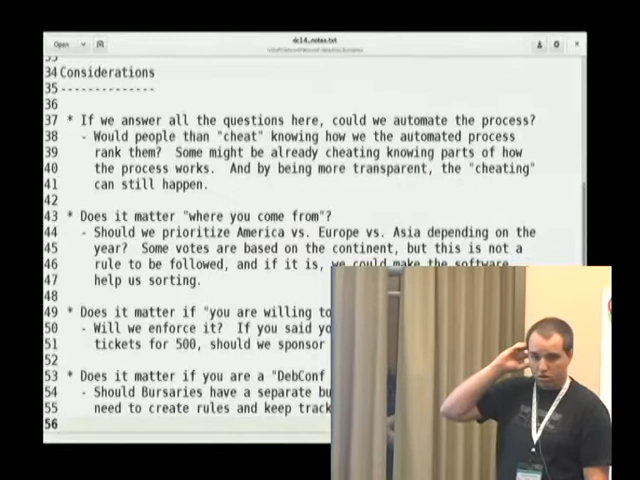 Open
dc14_notes.txt
34 Considerations
35 --------------
36
37 * If we answer all the questions here, could we automate the process?
38 - Would people than "cheat" knowing how we the automated process
39 rank them? Some might be already cheating knowing parts of how
40 the process works. And by being more transparent, the "cheating"
41 can still happen.
42
43 * Does it matter "where you come from"?
44 - Should we prioritize America vs. Europe vs. Asia depending on the
45 year? Some votes are based on the continent, but this is not a
46 rule to be followed, and if it is, we could make the software
47 help us sorting.
48
49 * Does it matter if "you are willing to
50 - Will we enforce it? If you said yo
51 tickets for 500, should we sponsor
52
53 * Does it matter if you are a "DebConf
54 - Should Bursaries have a separate bu
55 need to create rules and keep track
56